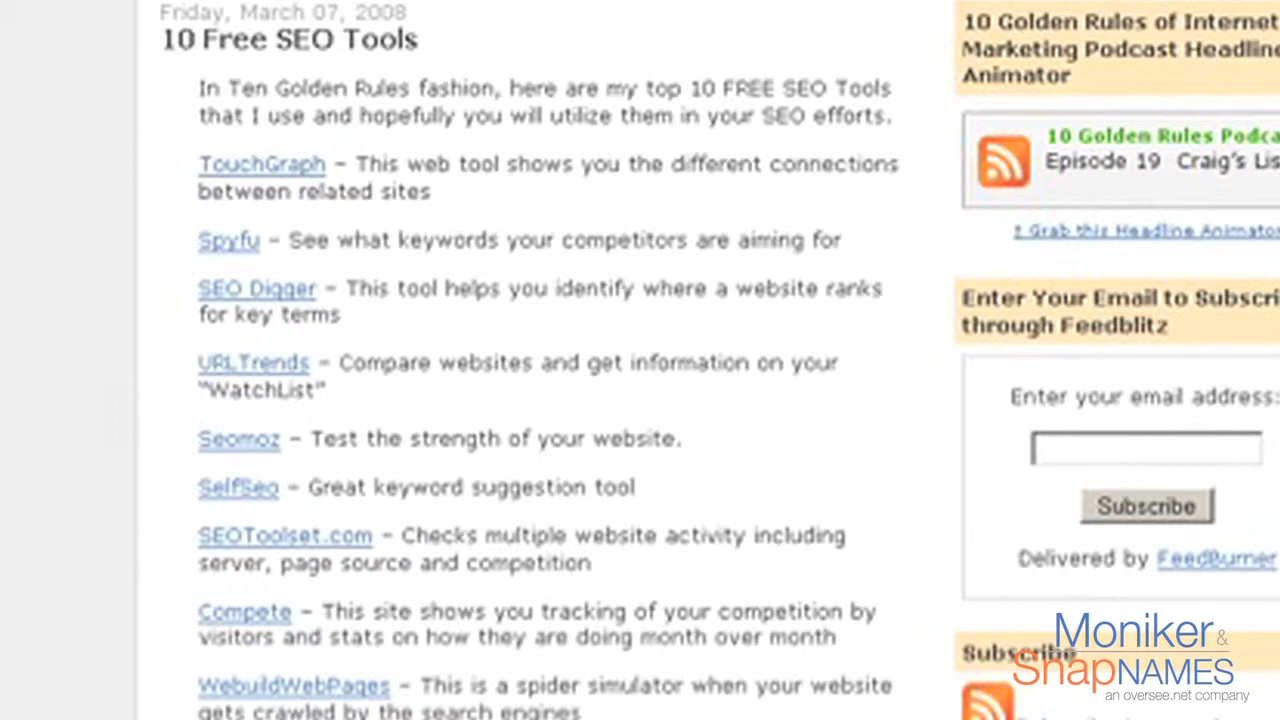 Friday, March 07, 2008
10 Free SEO Tools
In Ten Golden Rules fashion, here are my top 10 FREE SEO Tools
that I use and hopefully you will utilize them in your SEO efforts.
TouchGraph – This web tool shows you the different connections
between related sites
Spyfu – See what keywords your competitors are aiming for
SEO Digger – This tool helps you identify where a website ranks
for key terms
URLTrends – Compare websites and get information on your
"WatchList"
Seomoz – Test the strength of your website.
SelfSeo – Great keyword suggestion tool
SEOToolset.com – Checks multiple website activity including
server, page source and competition
Compete – This site shows you tracking of your competition by
visitors and stats on how they are doing month over month
WebuildWebPages – This is a spider simulator when your website
gets crawled by the search engines
10 Golden Rules of Internet
Marketing Podcast Headline
Animator
10 Golden Rules Podca
Episode 19 Craig's Lis
↑ Grab this Headline Animator
Enter Your Email to Subscri
through Feedblitz
Enter your email address:
Subscribe
Delivered by FeedBurner
Subscribe
Moniker &
SnapNAMES
an oversee.net company